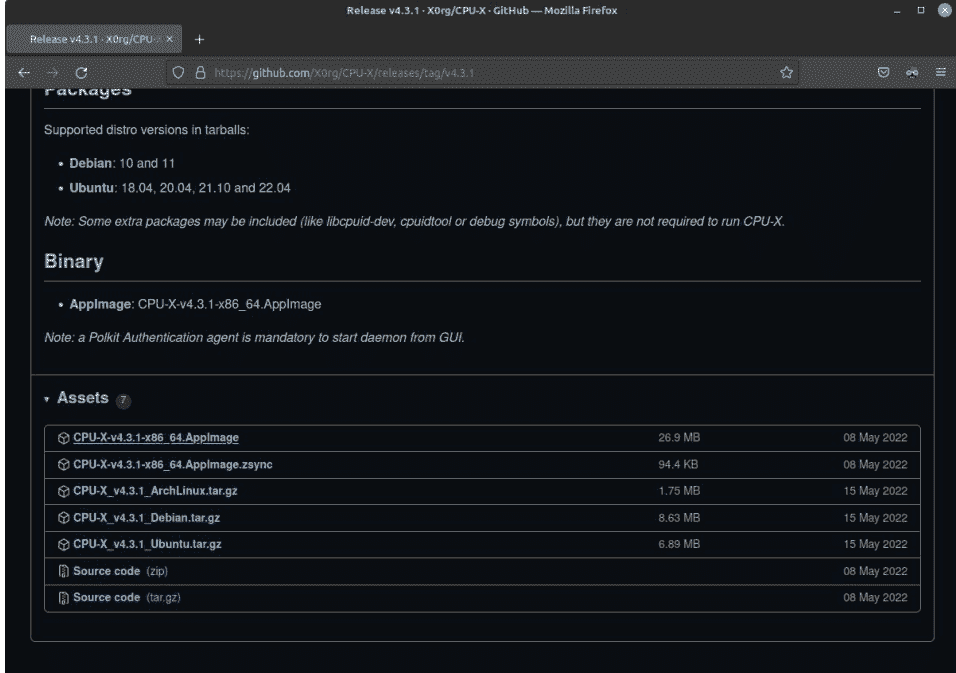 Release v4.3.1 · X0rg/CPU-X · GitHub — Mozilla Firefox
Release v4.3.1 · X0rg/CPU-X
https://github.com/X0rg/CPU-X/releases/tag/v4.3.1
Packages
Supported distro versions in tarballs:
• Debian: 10 and 11
• Ubuntu: 18.04, 20.04, 21.10 and 22.04
Note: Some extra packages may be included (like libcpuid-dev, cpuidtool or debug symbols), but they are not required to run CPU-X.
Binary
• AppImage: CPU-X-v4.3.1-x86_64.AppImage
Note: a Polkit Authentication agent is mandatory to start daemon from GUI.
Assets 7
CPU-X-v4.3.1-x86_64.AppImage 26.9 MB 08 May 2022
CPU-X-v4.3.1-x86_64.AppImage.zsync 94.4 KB 08 May 2022
CPU-X_v4.3.1_ArchLinux.tar.gz 1.75 MB 15 May 2022
CPU-X_v4.3.1_Debian.tar.gz 8.63 MB 15 May 2022
CPU-X_v4.3.1_Ubuntu.tar.gz 6.89 MB 15 May 2022
Source code (zip) 08 May 2022
Source code (tar.gz) 08 May 2022